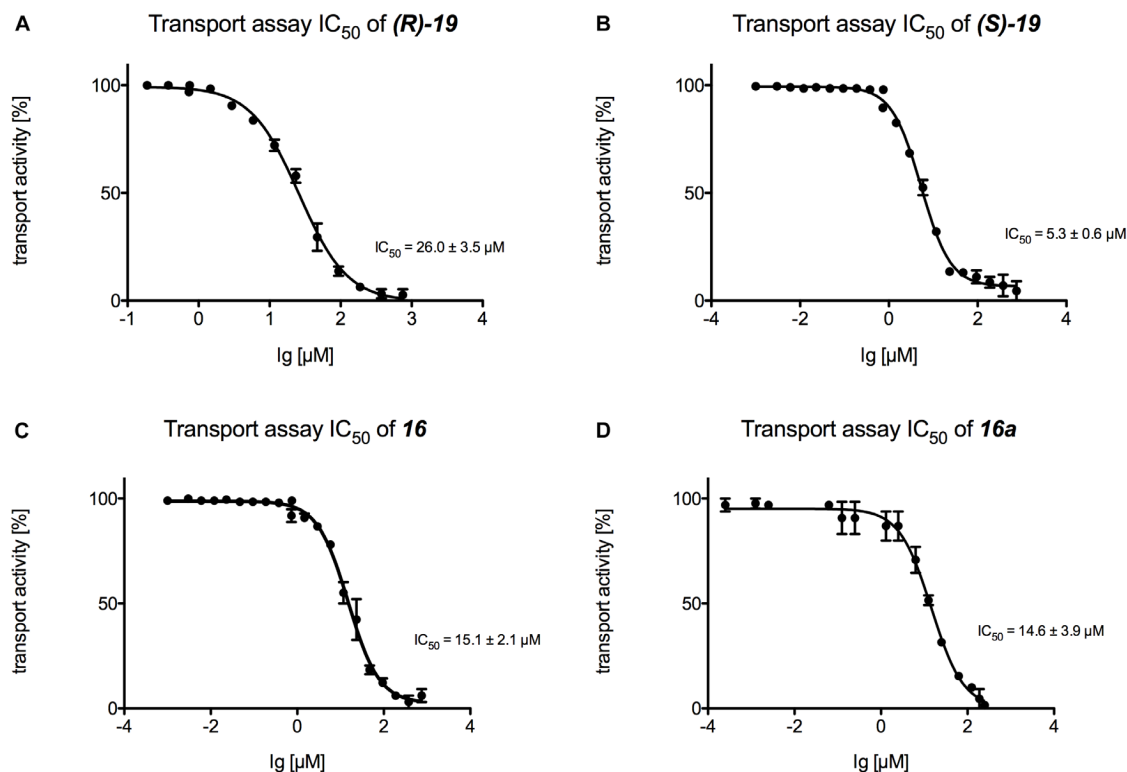 A
Transport assay IC50 of (R)-19
transport activity [%]
100
50
0
-1
0
1
2
3
4
lg [µM]
IC50 = 26.0 ± 3.5 µM
B
Transport assay IC50 of (S)-19
transport activity [%]
100
50
0
-4
-2
0
2
4
lg [µM]
IC50 = 5.3 ± 0.6 µM
C
Transport assay IC50 of 16
transport activity [%]
100
50
0
-4
-2
0
2
4
lg [µM]
IC50 = 15.1 ± 2.1 µM
D
Transport assay IC50 of 16a
transport activity [%]
100
50
0
-4
-2
0
2
4
lg [µM]
IC50 = 14.6 ± 3.9 µM